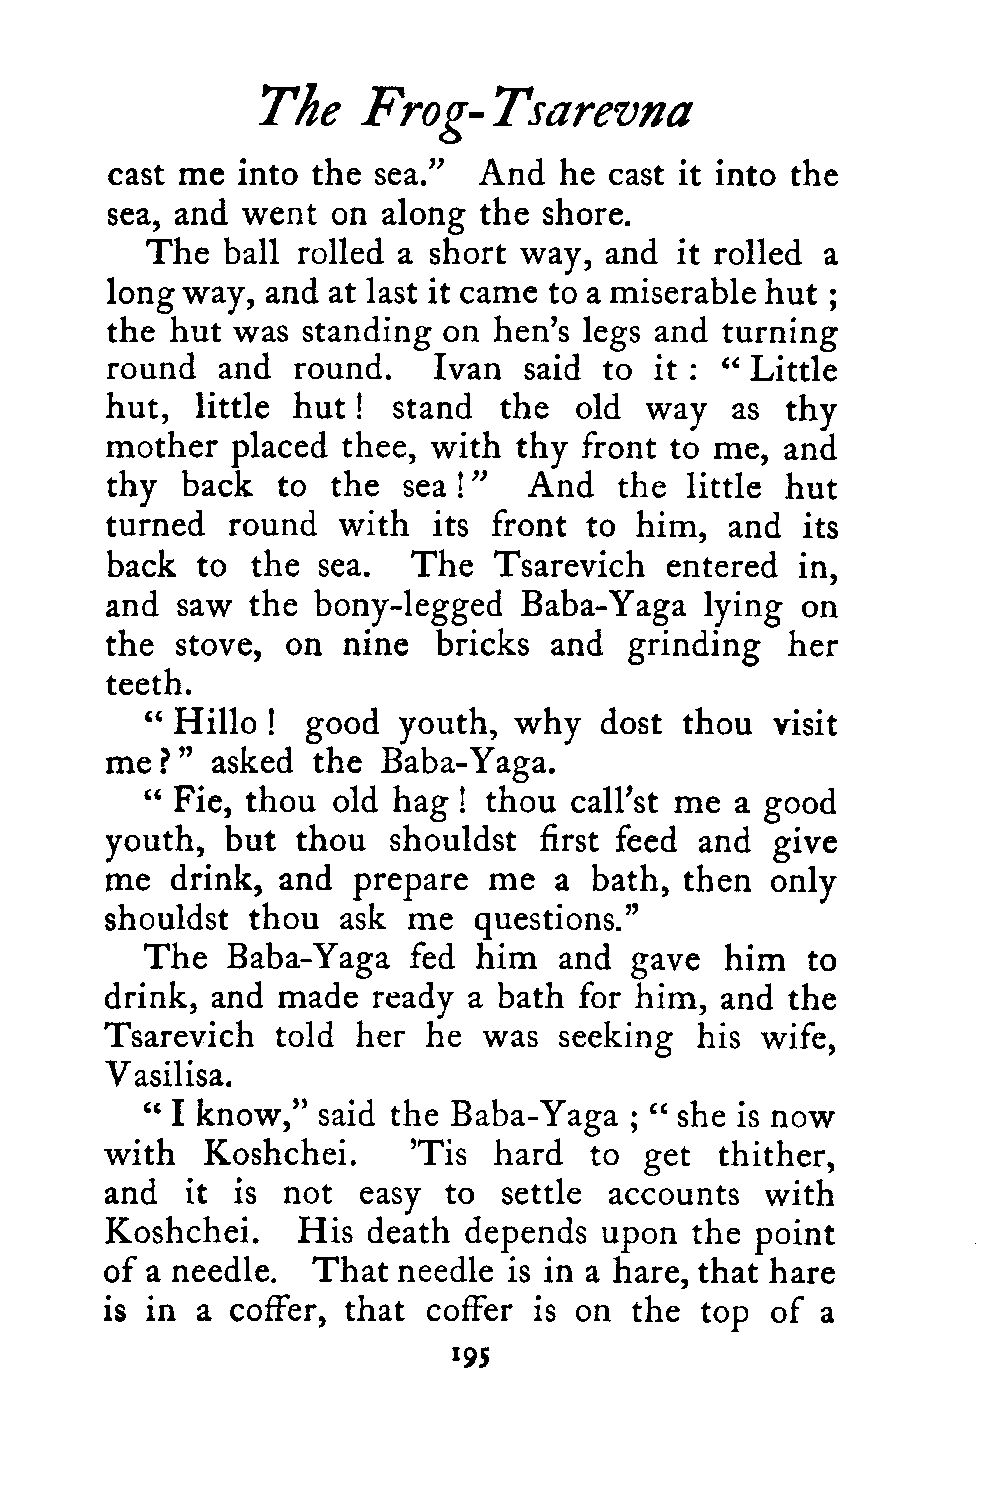 The Frog-Tsarevna
cast me into the sea.” And he cast it into the
sea, and went on along the shore.
The ball rolled a short way, and it rolled a
long way, and at last it came to a miserable hut ;
the hut was standing on hen’s legs and turning
round and round. Ivan said to it : “ Little
hut, little hut ! stand the old way as thy
mother placed thee, with thy front to me, and
thy back to the sea ! ” And the little hut
turned round with its front to him, and its
back to the sea. The Tsarevich entered in,
and saw the bony-legged Baba-Yaga lying on
the stove, on nine bricks and grinding her
teeth.
“ Hillo ! good youth, why dost thou visit
me ? ” asked the Baba-Yaga.
“ Fie, thou old hag ! thou call’st me a good
youth, but thou shouldst first feed and give
me drink, and prepare me a bath, then only
shouldst thou ask me questions.”
The Baba-Yaga fed him and gave him to
drink, and made ready a bath for him, and the
Tsarevich told her he was seeking his wife,
Vasilisa.
“ I know,” said the Baba-Yaga ; “ she is now
with Koshchei. ’Tis hard to get thither,
and it is not easy to settle accounts with
Koshchei. His death depends upon the point
of a needle. That needle is in a hare, that hare
is in a coffer, that coffer is on the top of a
195